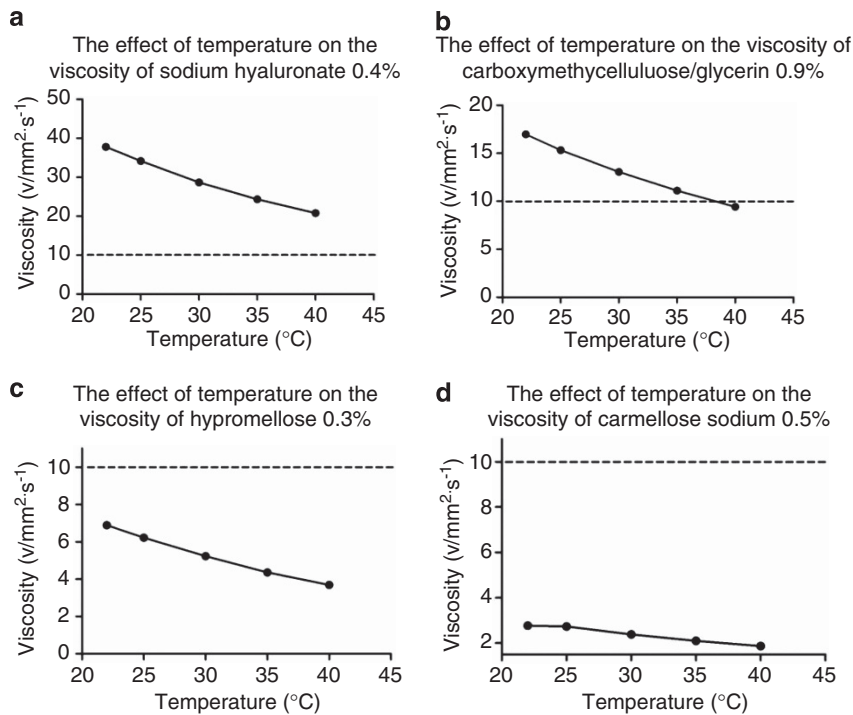 a
The effect of temperature on the
viscosity of sodium hyaluronate 0.4%
50
40
30
20
10
0
Viscosity (v/mm²·s⁻¹)
20 25 30 35 40 45
Temperature (°C)
b
The effect of temperature on the viscosity of
carboxymethycelluluose/glycerin 0.9%
20
15
10
5
0
Viscosity (v/mm²·s⁻¹)
20 25 30 35 40 45
Temperature (°C)
c
The effect of temperature on the
viscosity of hypromellose 0.3%
10
8
6
4
2
0
Viscosity (v/mm²·s⁻¹)
20 25 30 35 40 45
Temperature (°C)
d
The effect of temperature on the
viscosity of carmellose sodium 0.5%
10
8
6
4
2
Viscosity (v/mm²·s⁻¹)
20 25 30 35 40 45
Temperature (°C)